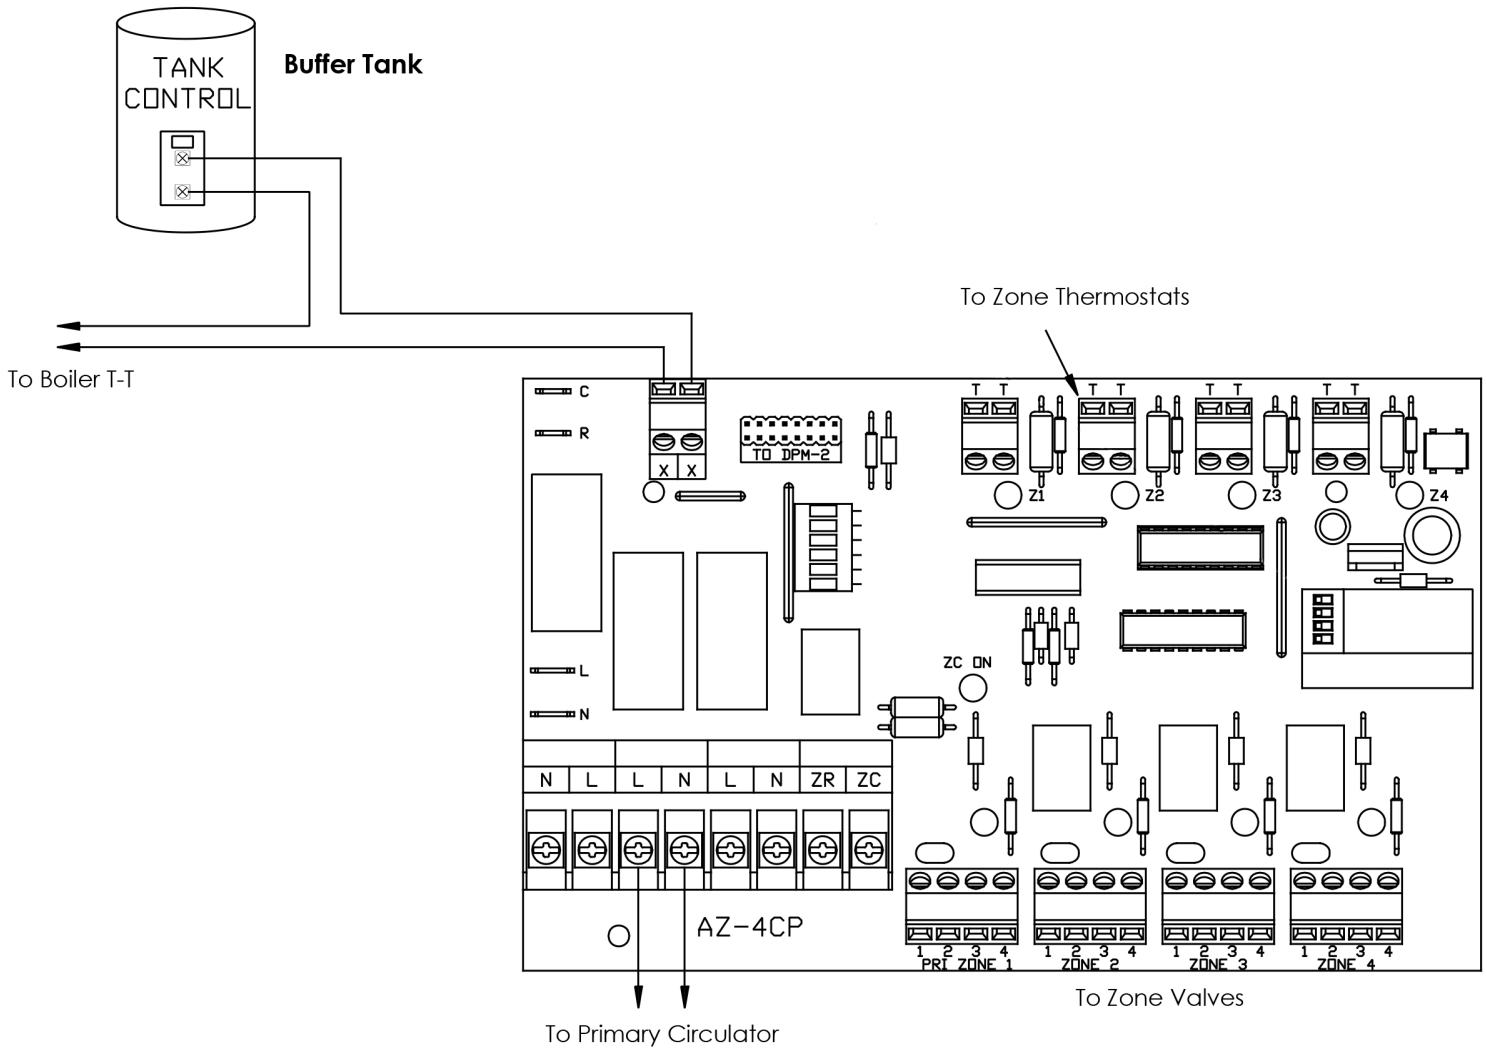 TANK
CONTROL
Buffer Tank
To Zone Thermostats
To Boiler T-T
C
R
X X
TO DPM-2
T T
T T
T T
T T
Z1
Z2
Z3
Z4
ZC ON
L
N
N L L N L N ZR ZC
AZ-4CP
1 2 3 4
PRI ZONE 1
1 2 3 4
ZONE 2
1 2 3 4
ZONE 3
1 2 3 4
ZONE 4
To Zone Valves
To Primary Circulator